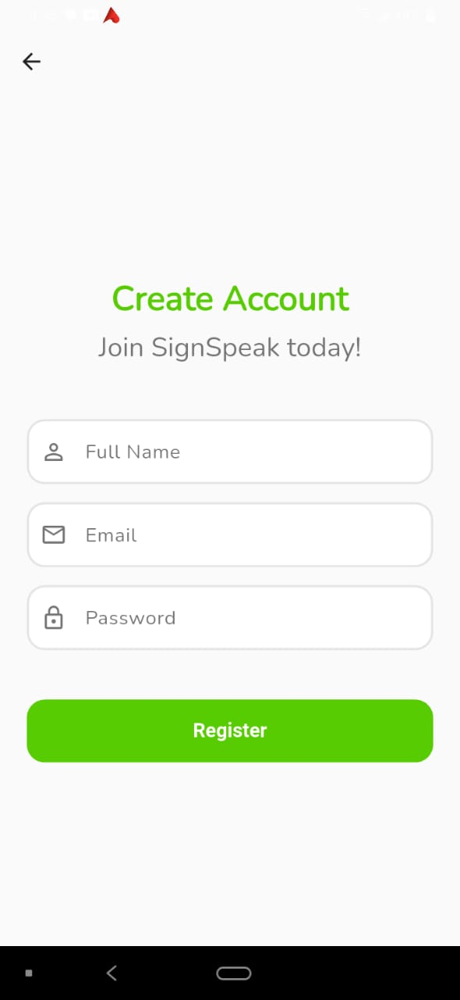 Create Account
Join SignSpeak today!
Full Name
Email
Password
Register